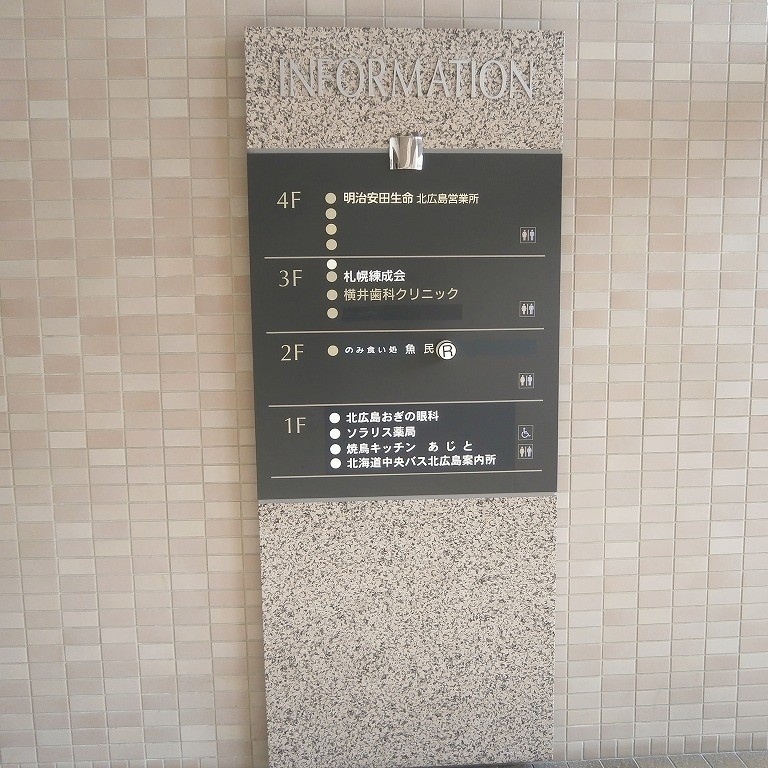 INFORMATION
4F
明治安田生命 北広島営業所
3F
札幌練成会
横井歯科クリニック
2F
のみ食い処 魚民 R
1F
北広島おぎの眼科
ソラリス薬局
焼鳥キッチン あじと
北海道中央バス北広島案内所